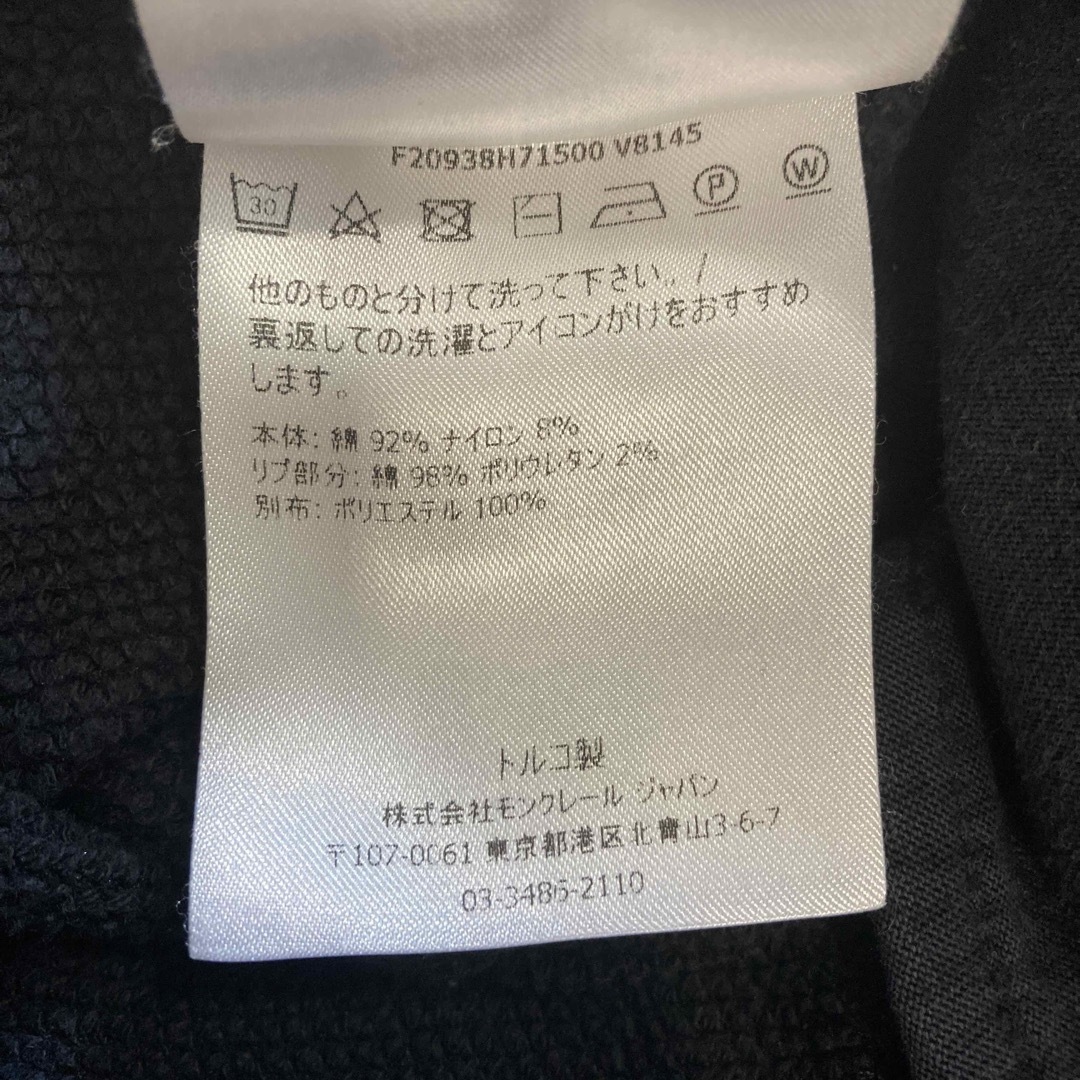 F20938H71500 V8145
30
P
W
他のものと分けて洗って下さい。/
裏返しての洗濯とアイコンがけをおすすめ
します。
本体: 綿 92% ナイロン 8%
リブ部分: 綿 98% ポリウレタン 2%
別布: ポリエステル 100%
トルコ製
株式会社モンクレール ジャパン
〒107-0061 東京都港区北青山3-6-7
03-3486-2110